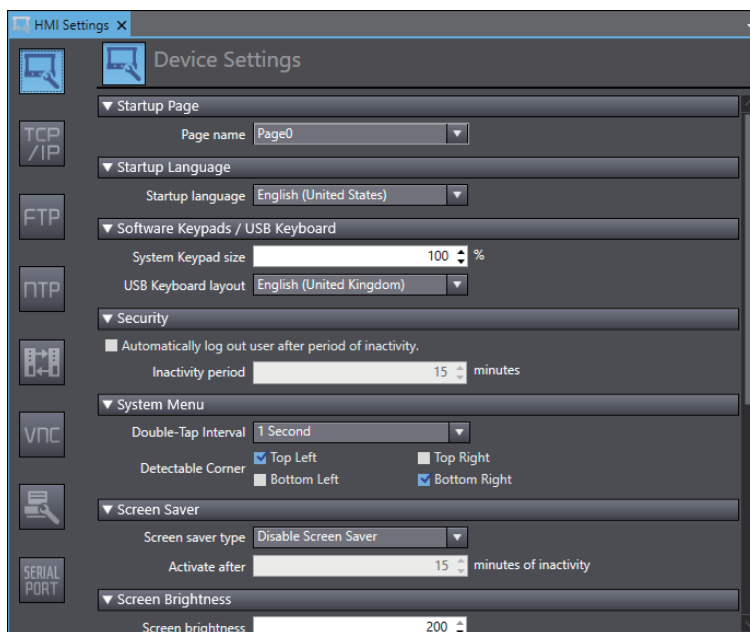 HMI Settings
Device Settings
Startup Page
Page name Page0
TCP
/IP
Startup Language
Startup language English (United States)
FTP
Software Keypads / USB Keyboard
System Keypad size 100 %
USB Keyboard layout English (United Kingdom)
NTP
Security
Automatically log out user after period of inactivity.
Inactivity period 15 minutes
System Menu
VNC
Double-Tap Interval 1 Second
Detectable Corner
Top Left Top Right
Bottom Left Bottom Right
Screen Saver
Screen saver type Disable Screen Saver
Activate after 15 minutes of inactivity
SERIAL
PORT
Screen Brightness
Screen brightness 200